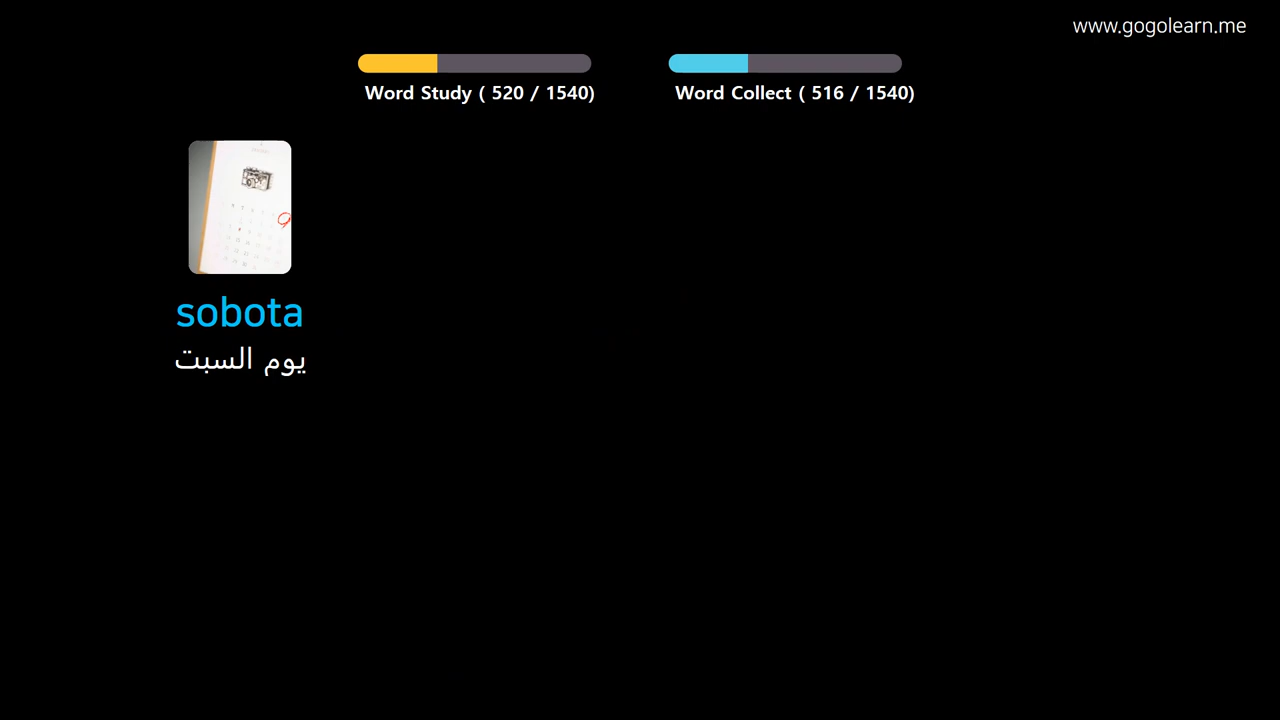 www.gogolearn.me
Word Study ( 520 / 1540)
Word Collect ( 516 / 1540)
sobota
يوم السبت